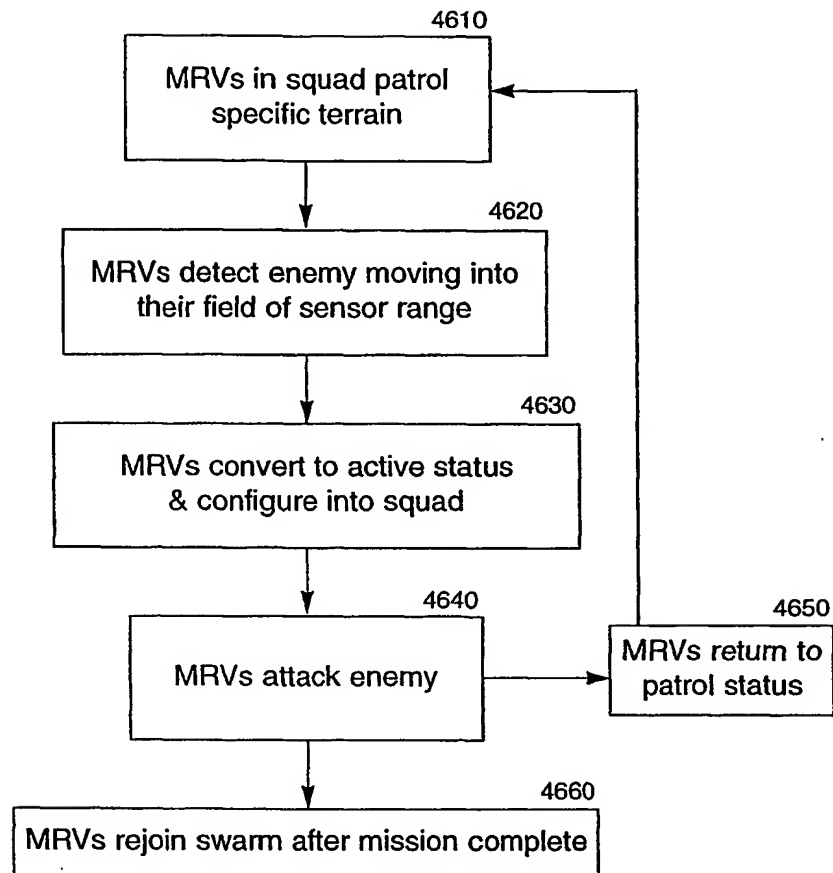 4610
MRVs in squad patrol
specific terrain
4620
MRVs detect enemy moving into
their field of sensor range
4630
MRVs convert to active status
& configure into squad
4640
MRVs attack enemy
4650
MRVs return to
patrol status
4660
MRVs rejoin swarm after mission complete